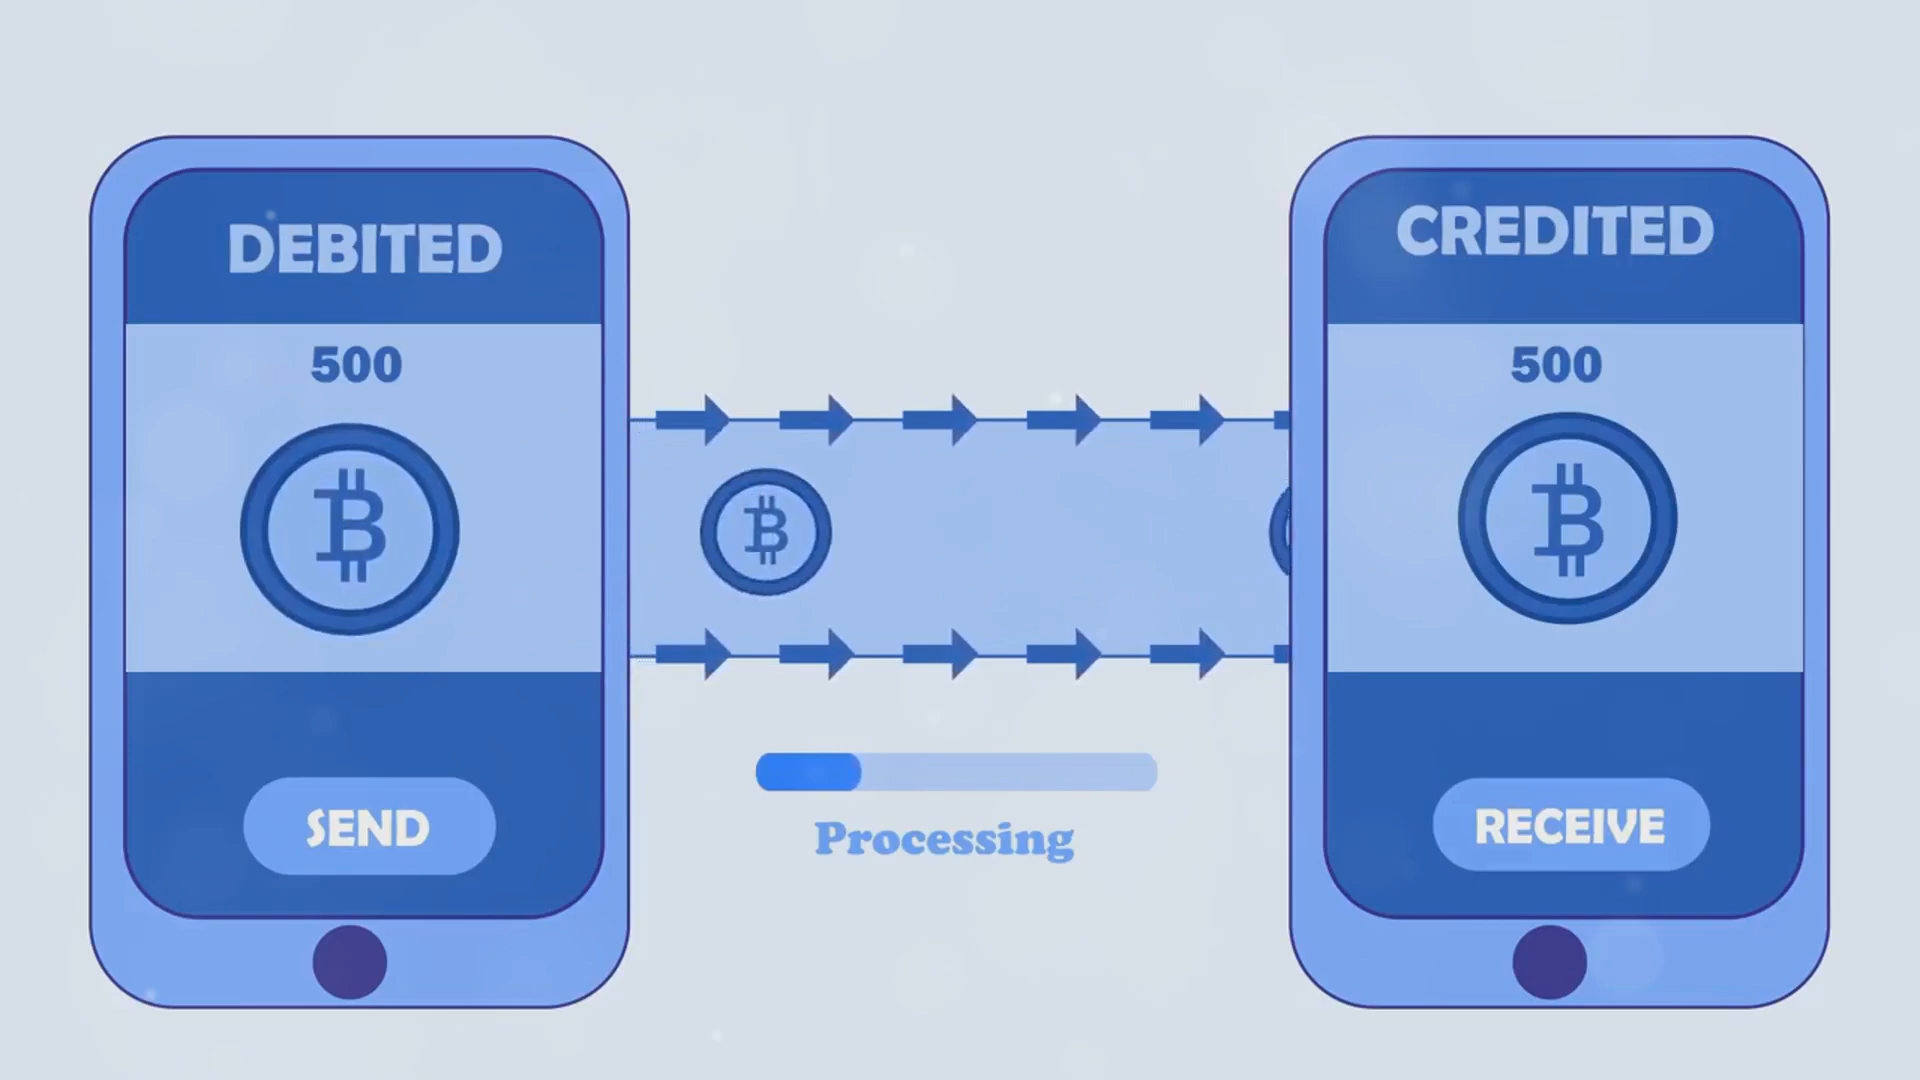 DEBITED
500
SEND
Processing
CREDITED
500
RECEIVE